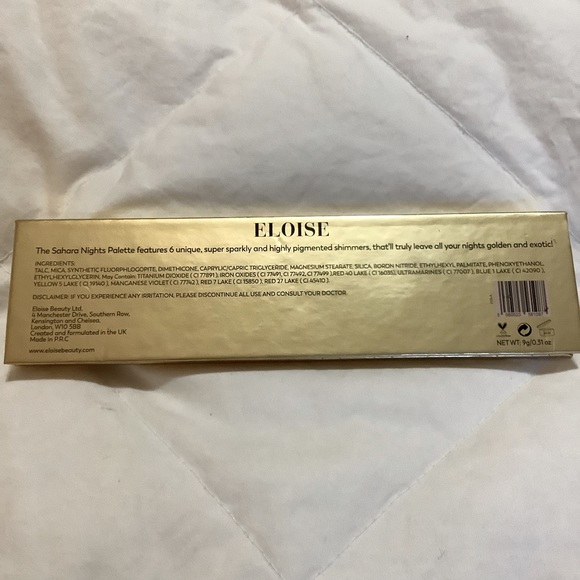 ELOISE
The Sahara Nights Palette features 6 unique, super sparkly and highly pigmented shimmers, that'll truly leave all your nights golden and exotic!
INGREDIENTS:
TALC, MICA, SYNTHETIC FLUORPHLOGOPITE, DIMETHICONE, CAPRYLIC/CAPRIC TRIGLYCERIDE, MAGNESIUM STEARATE, SILICA, BORON NITRIDE, ETHYLHEXYL PALMITATE, PHENOXYETHANOL,
ETHYLHEXYLGLYCERIN, May Contain: TITANIUM DIOXIDE ( CI 77891 ), IRON OXIDES ( CI 77491, CI 77492, CI 77499 ), RED 40 LAKE ( CI 16035), ULTRAMARINES ( CI 77007 ), BLUE 1 LAKE ( CI 42090 ),
YELLOW 5 LAKE ( CI 19140 ), MANGANESE VIOLET ( CI 77742 ), RED 7 LAKE ( CI 15850 ), RED 27 LAKE ( CI 45410 ).
DISCLAIMER: IF YOU EXPERIENCE ANY IRRITATION, PLEASE DISCONTINUE ALL USE AND CONSULT YOUR DOCTOR.
Eloise Beauty Ltd.
4 Manchester Drive, Southern Row,
Kensington and Chelsea,
London, W10 5BB
Created and formulated in the UK
Made in P.R.C
www.eloisebeauty.com
NET WT: 9g/0.31oz